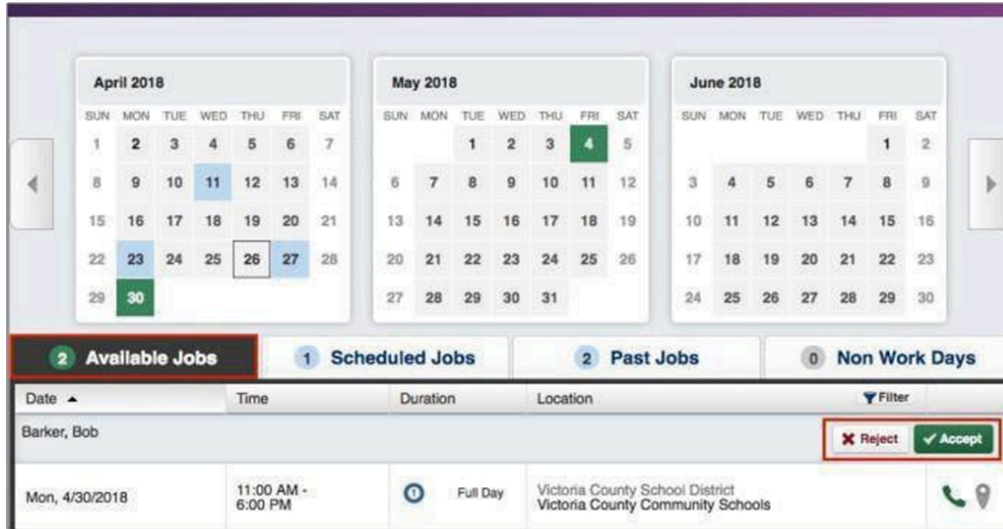 April 2018
SUN MON TUE WED THU FRI SAT
1 2 3 4 5 6 7
8 9 10 11 12 13 14
15 16 17 18 19 20 21
22 23 24 25 26 27 28
29 30
May 2018
SUN MON TUE WED THU FRI SAT
1 2 3 4 5
6 7 8 9 10 11 12
13 14 15 16 17 18 19
20 21 22 23 24 25 26
27 28 29 30 31
June 2018
SUN MON TUE WED THU FRI SAT
1 2
3 4 5 6 7 8 9
10 11 12 13 14 15 16
17 18 19 20 21 22 23
24 25 26 27 28 29 30
2 Available Jobs 1 Scheduled Jobs 2 Past Jobs 0 Non Work Days
Date Time Duration Location Filter
Barker, Bob Reject Accept
Mon, 4/30/2018
11:00 AM -
6:00 PM
Full Day
Victoria County School District
Victoria County Community Schools